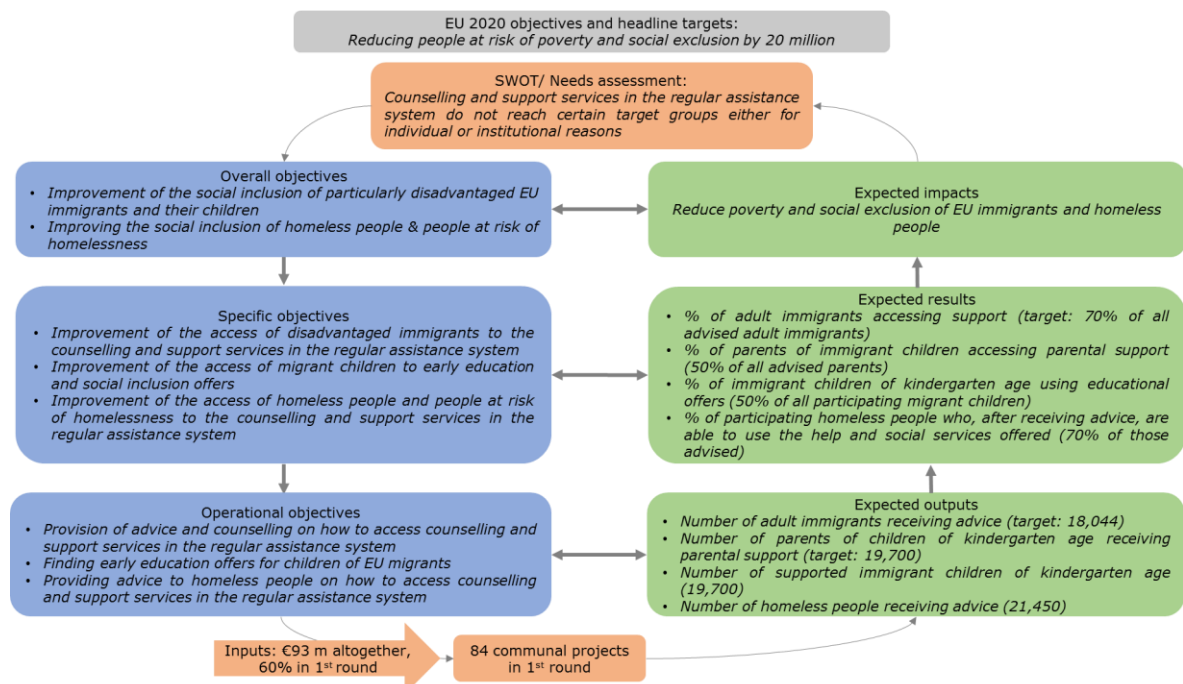 EU 2020 objectives and headline targets:
Reducing people at risk of poverty and social exclusion by 20 million
SWOT/ Needs assessment:
Counselling and support services in the regular assistance
system do not reach certain target groups either for
individual or institutional reasons
Overall objectives
• Improvement of the social inclusion of particularly disadvantaged EU
immigrants and their children
• Improving the social inclusion of homeless people & people at risk of
homelessness
Expected impacts
Reduce poverty and social exclusion of EU immigrants and homeless
people
Specific objectives
• Improvement of the access of disadvantaged immigrants to the
counselling and support services in the regular assistance system
• Improvement of the access of migrant children to early education
and social inclusion offers
• Improvement of the access of homeless people and people at risk
of homelessness to the counselling and support services in the
regular assistance system
Expected results
• % of adult immigrants accessing support (target: 70% of all
advised adult immigrants)
• % of parents of immigrant children accessing parental support
(50% of all advised parents)
• % of immigrant children of kindergarten age using educational
offers (50% of all participating migrant children)
• % of participating homeless people who, after receiving advice, are
able to use the help and social services offered (70% of those
advised)
Operational objectives
• Provision of advice and counselling on how to access counselling and
support services in the regular assistance system
• Finding early education offers for children of EU migrants
• Providing advice to homeless people on how to access counselling
and support services in the regular assistance system
Expected outputs
• Number of adult immigrants receiving advice (target: 18,044)
• Number of parents of children of kindergarten age receiving
parental support (target: 19,700)
• Number of supported immigrant children of kindergarten age
(19,700)
• Number of homeless people receiving advice (21,450)
Inputs: €93 m altogether,
60% in 1st round
84 communal projects
in 1st round